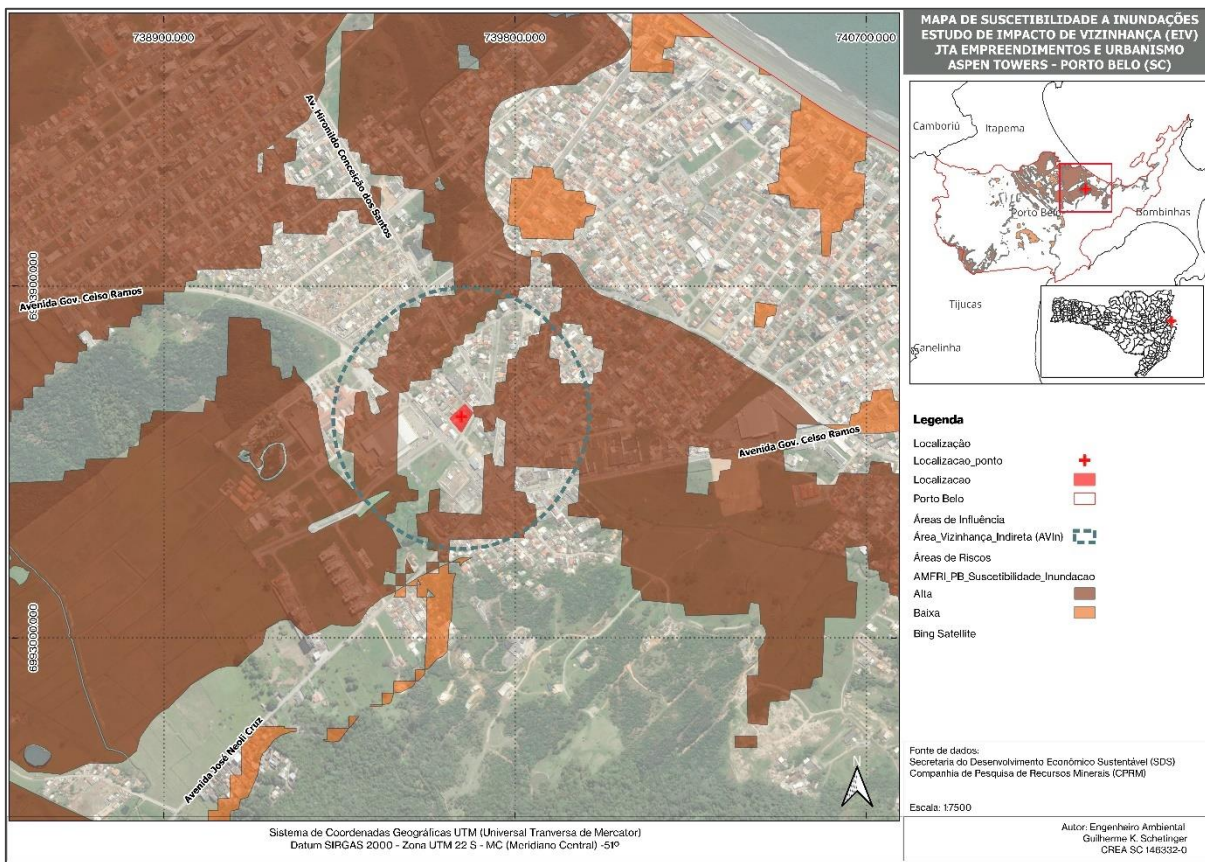 738900.000
739800.000
740700.000
6993900.000
6993000.000
Av. Hironildo Conceição dos Santos
Avenida Gov. Celso Ramos
Avenida Gov. Celso Ramos
Avenida José Neoli Cruz
Sistema de Coordenadas Geográficas UTM (Universal Tranversa de Mercator)
Datum SIRGAS 2000 - Zona UTM 22 S - MC (Meridiano Central) -51º
MAPA DE SUSCETIBILIDADE A INUNDAÇÕES
ESTUDO DE IMPACTO DE VIZINHANÇA (EIV)
JTA EMPREENDIMENTOS E URBANISMO
ASPEN TOWERS - PORTO BELO (SC)
Camboriú
Itapema
Porto Belo
Bombinhas
Tijucas
Canelinha
Legenda
Localização
Localizacao_ponto
Localizacao
Porto Belo
Áreas de Influência
Área_Vizinhança_Indireta (AVIn)
Áreas de Riscos
AMFRI_PB_Suscetibilidade_Inundacao
Alta
Baixa
Bing Satellite
Fonte de dados:
Secretaria do Desenvolvimento Econômico Sustentável (SDS)
Companhia de Pesquisa de Recursos Minerais (CPRM)
Escala: 1:7500
Autor: Engenheiro Ambiental
Guilherme K. Schetinger
CREA SC 146332-0